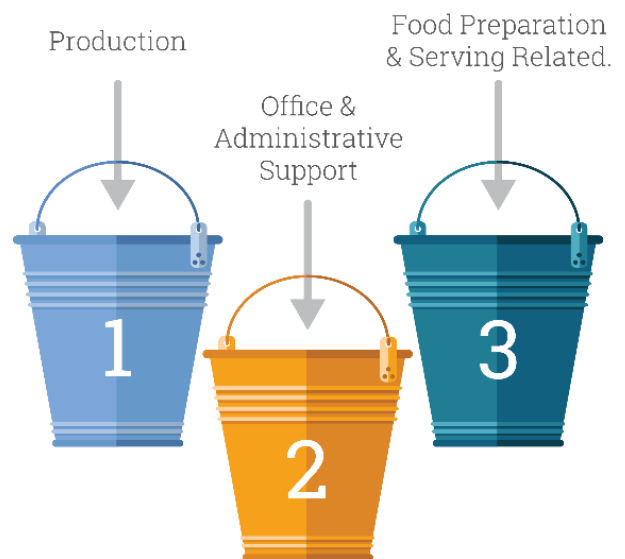 Production
1
Office &
Administrative
Support
2
Food Preparation
& Serving Related.
3